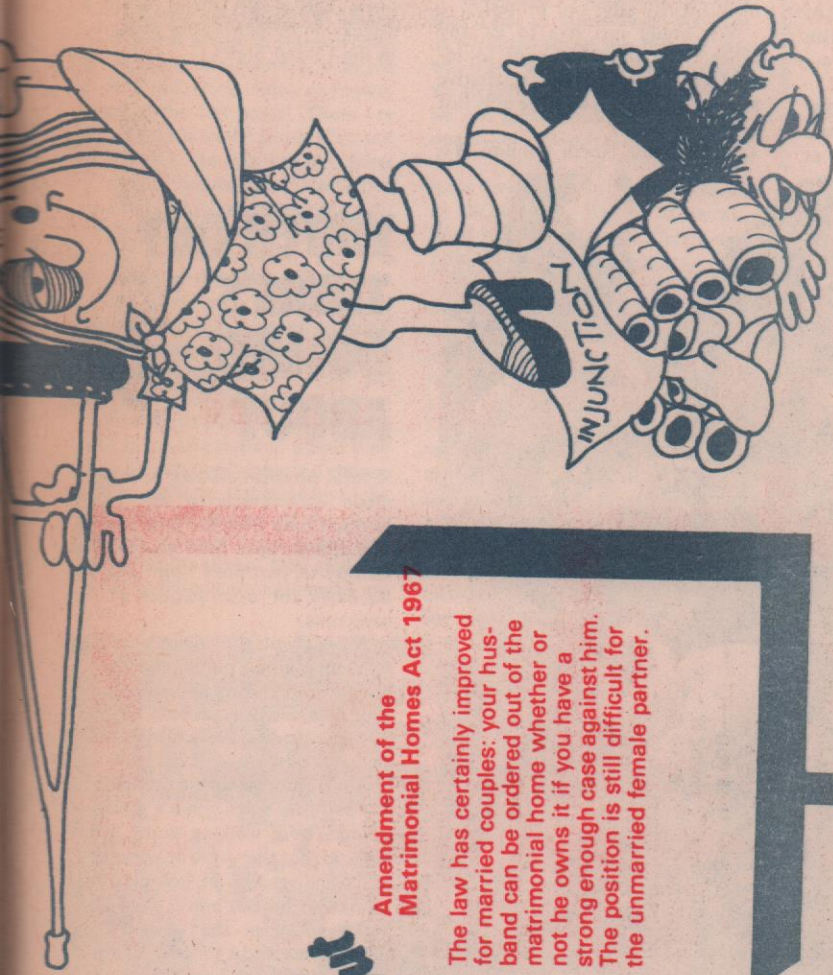 INJUNCTION
Amendment of the
Matrimonial Homes Act 1967
The law has certainly improved
for married couples: your hus-
band can be ordered out of the
matrimonial home whether or
not he owns it if you have a
strong enough case against him.
The position is still difficult for
the unmarried female partner.